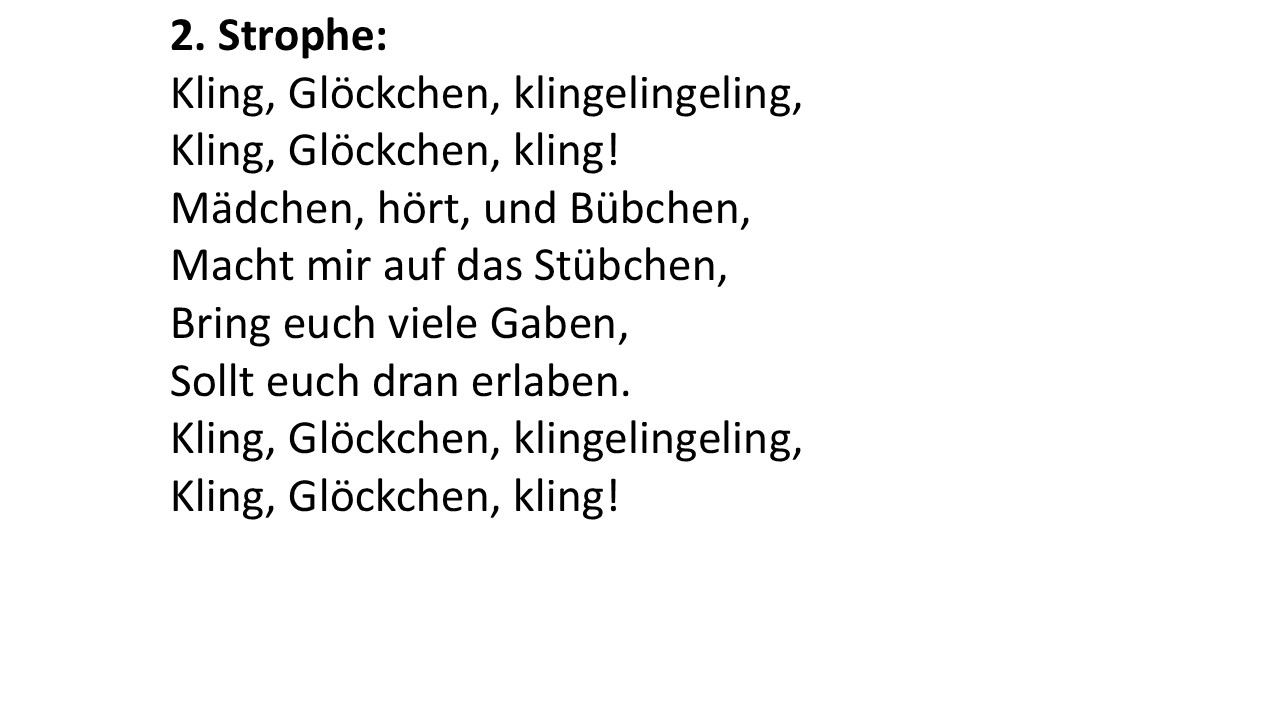 2. Strophe:
Kling, Glöckchen, klingelingeling,
Kling, Glöckchen, kling!
Mädchen, hört, und Bübchen,
Macht mir auf das Stübchen,
Bring euch viele Gaben,
Sollt euch dran erlaben.
Kling, Glöckchen, klingelingeling,
Kling, Glöckchen, kling!